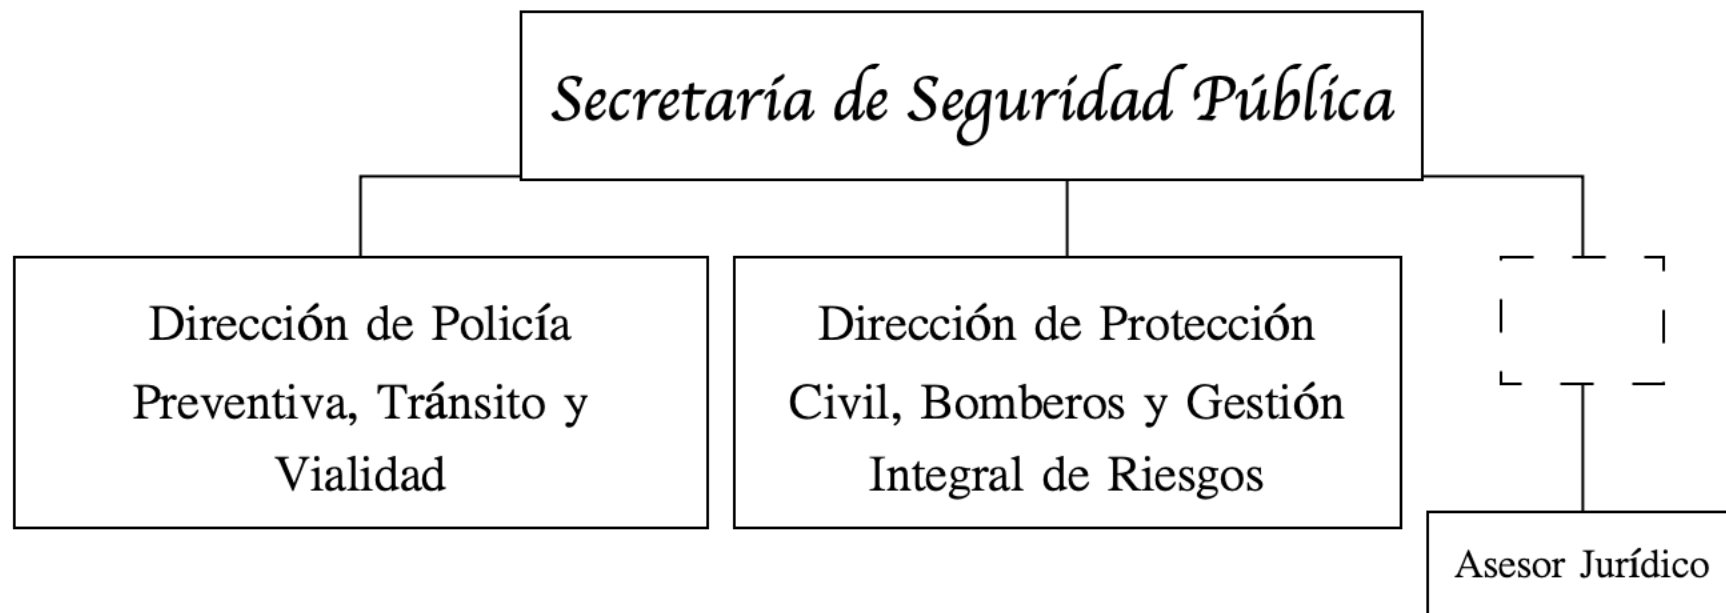 Secretaría de Seguridad Pública
Dirección de Policía
Preventiva, Tránsito y
Vialidad
Dirección de Protección
Civil, Bomberos y Gestión
Integral de Riesgos
Asesor Jurídico